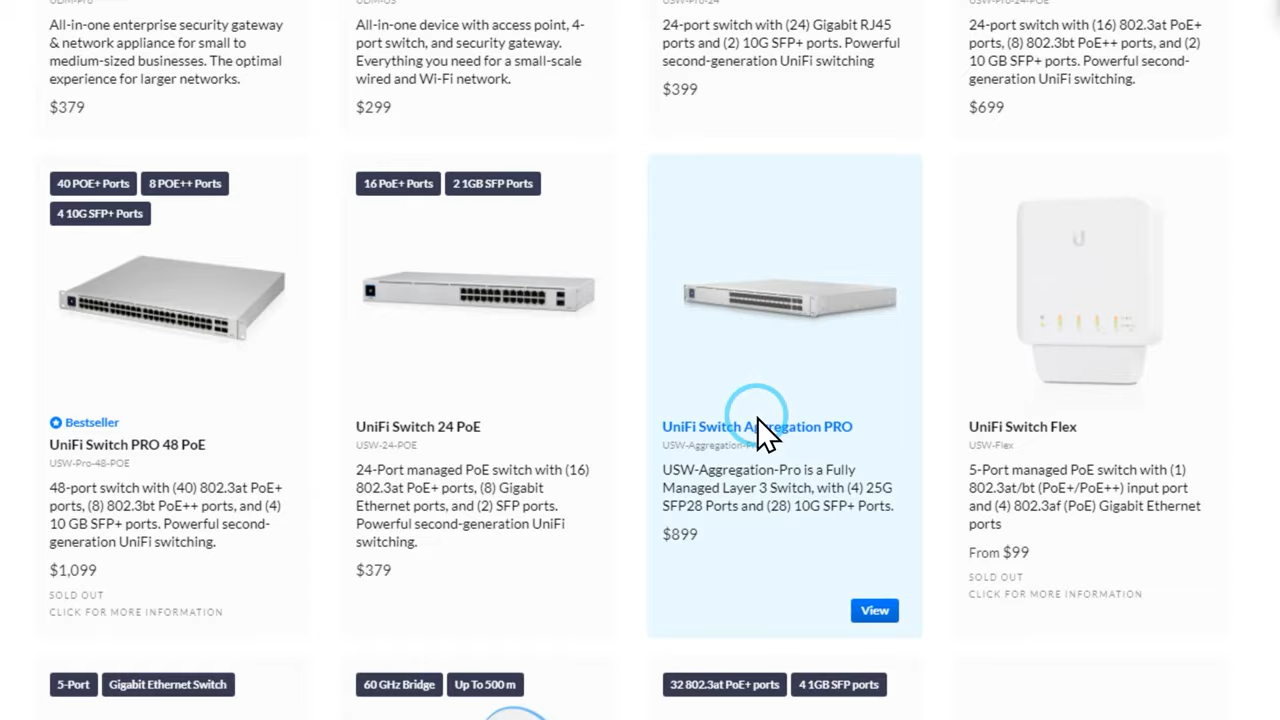 All-in-one enterprise security gateway
& network appliance for small to
medium-sized businesses. The optimal
experience for larger networks.
$379
All-in-one device with access point, 4-
port switch, and security gateway.
Everything you need for a small-scale
wired and Wi-Fi network.
$299
24-port switch with (24) Gigabit RJ45
ports and (2) 10G SFP+ ports. Powerful
second-generation UniFi switching
$399
24-port switch with (16) 802.3at PoE+
ports, (8) 802.3bt PoE++ ports, and (2)
10 GB SFP+ ports. Powerful second-
generation UniFi switching.
$699
40 POE+ Ports
8 POE++ Ports
4 10G SFP+ Ports
Bestseller
UniFi Switch PRO 48 PoE
USW-Pro-48-POE
48-port switch with (40) 802.3at PoE+
ports, (8) 802.3bt PoE++ ports, and (4)
10 GB SFP+ ports. Powerful second-
generation UniFi switching.
$1,099
SOLD OUT
CLICK FOR MORE INFORMATION
16 PoE+ Ports
2 1GB SFP Ports
UniFi Switch 24 PoE
USW-24-POE
24-Port managed PoE switch with (16)
802.3at PoE+ ports, (8) Gigabit
Ethernet ports, and (2) SFP ports.
Powerful second-generation UniFi
switching.
$379
UniFi Switch Aggregation PRO
USW-Aggregation-Pro
USW-Aggregation-Pro is a Fully
Managed Layer 3 Switch, with (4) 25G
SFP28 Ports and (28) 10G SFP+ Ports.
$899
View
UniFi Switch Flex
USW-Flex
5-Port managed PoE switch with (1)
802.3at/bt (PoE+/PoE++) input port
and (4) 802.3af (PoE) Gigabit Ethernet
ports
From $99
SOLD OUT
CLICK FOR MORE INFORMATION
5-Port
Gigabit Ethernet Switch
60 GHz Bridge
Up To 500 m
32 802.3at PoE+ ports
4 1GB SFP ports